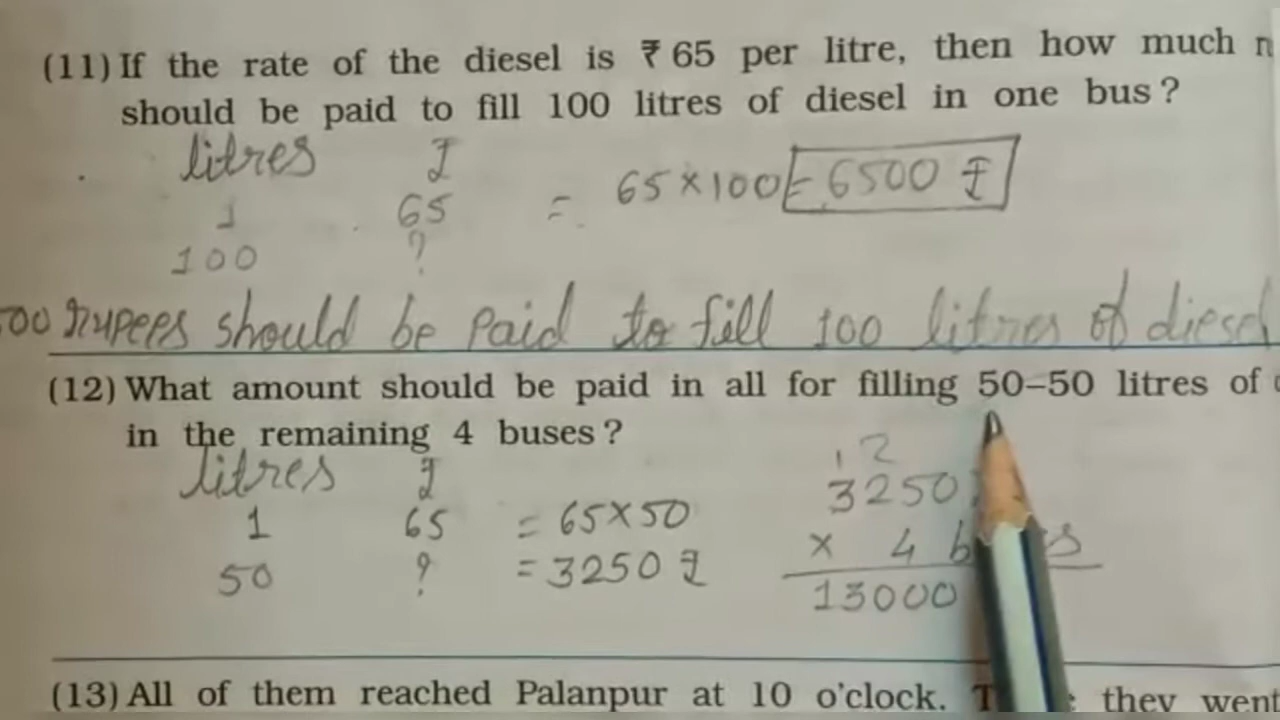 (11) If the rate of the diesel is ₹ 65 per litre, then how much
should be paid to fill 100 litres of diesel in one bus ?
litres ₹
1 65 = 65×100 = 6500 ₹
100 ?
00 rupees should be paid to fill 100 litres of diesel
(12) What amount should be paid in all for filling 50–50 litres of
in the remaining 4 buses ?
litres ₹
1 2
3250
1 65 = 65×50
× 4
50 ? = 3250 ₹
13000
(13) All of them reached Palanpur at 10 o'clock. they went